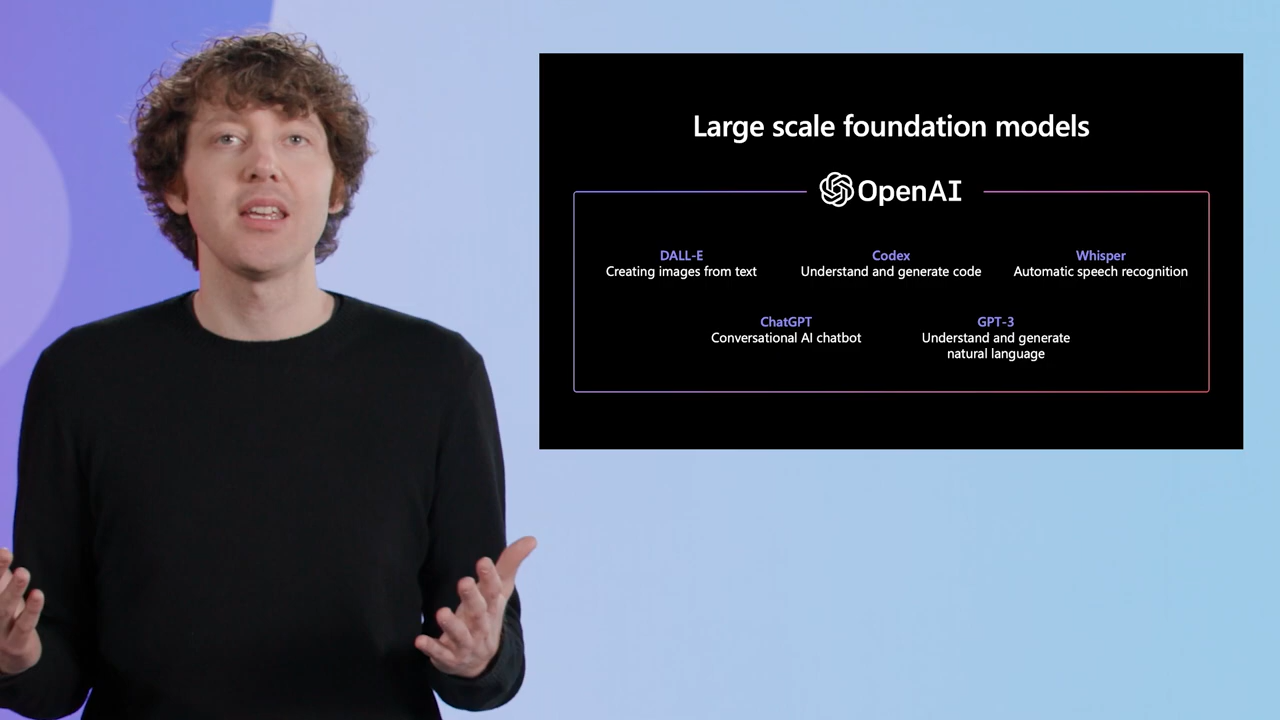 Large scale foundation models
OpenAI
DALL-E
Creating images from text
Codex
Understand and generate code
Whisper
Automatic speech recognition
ChatGPT
Conversational AI chatbot
GPT-3
Understand and generate
natural language